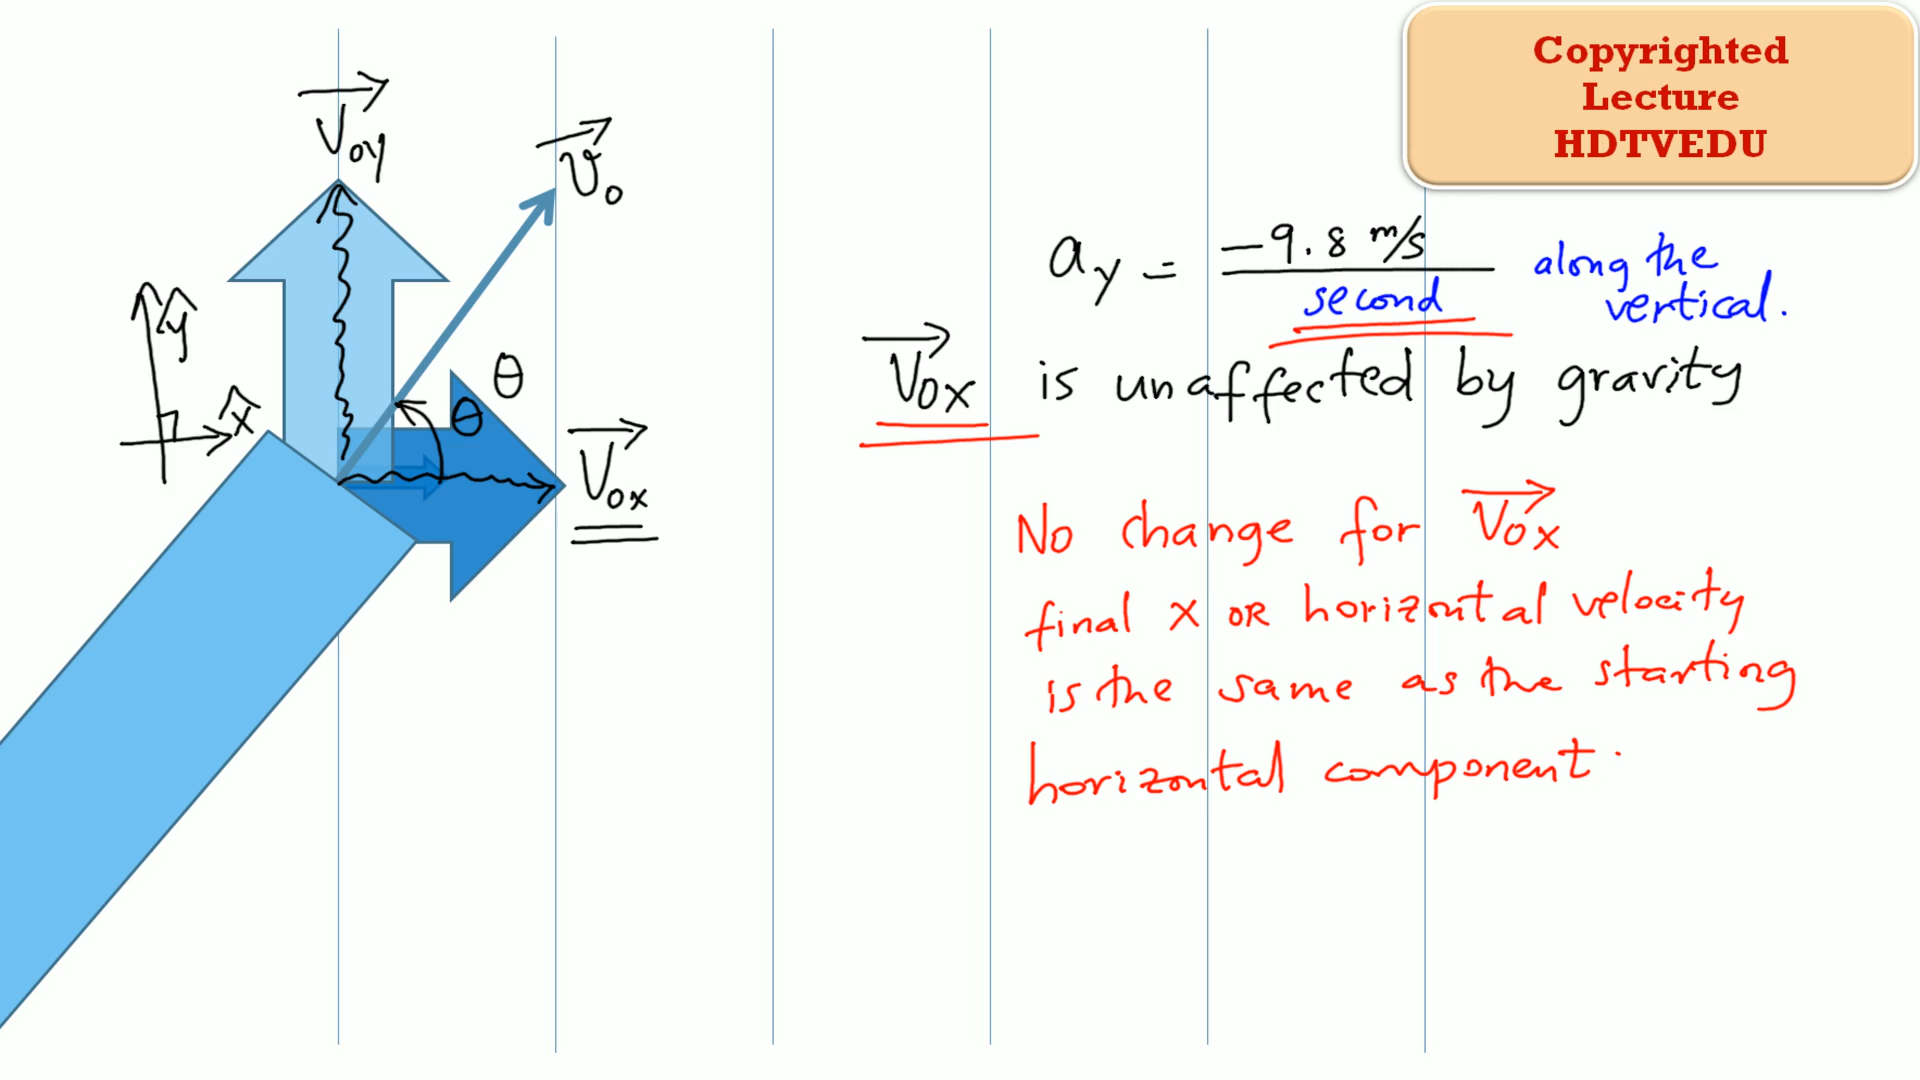 Copyrighted
Lecture
HDTVEDU
V⃗oy
v⃗o
ŷ
x̂
θ
θ
V⃗ox
ay = −9.8 m/s
second
along the
vertical.
V⃗ox is unaffected by gravity
No change for V⃗ox
final x OR horizontal velocity
is the same as the starting
horizontal component.